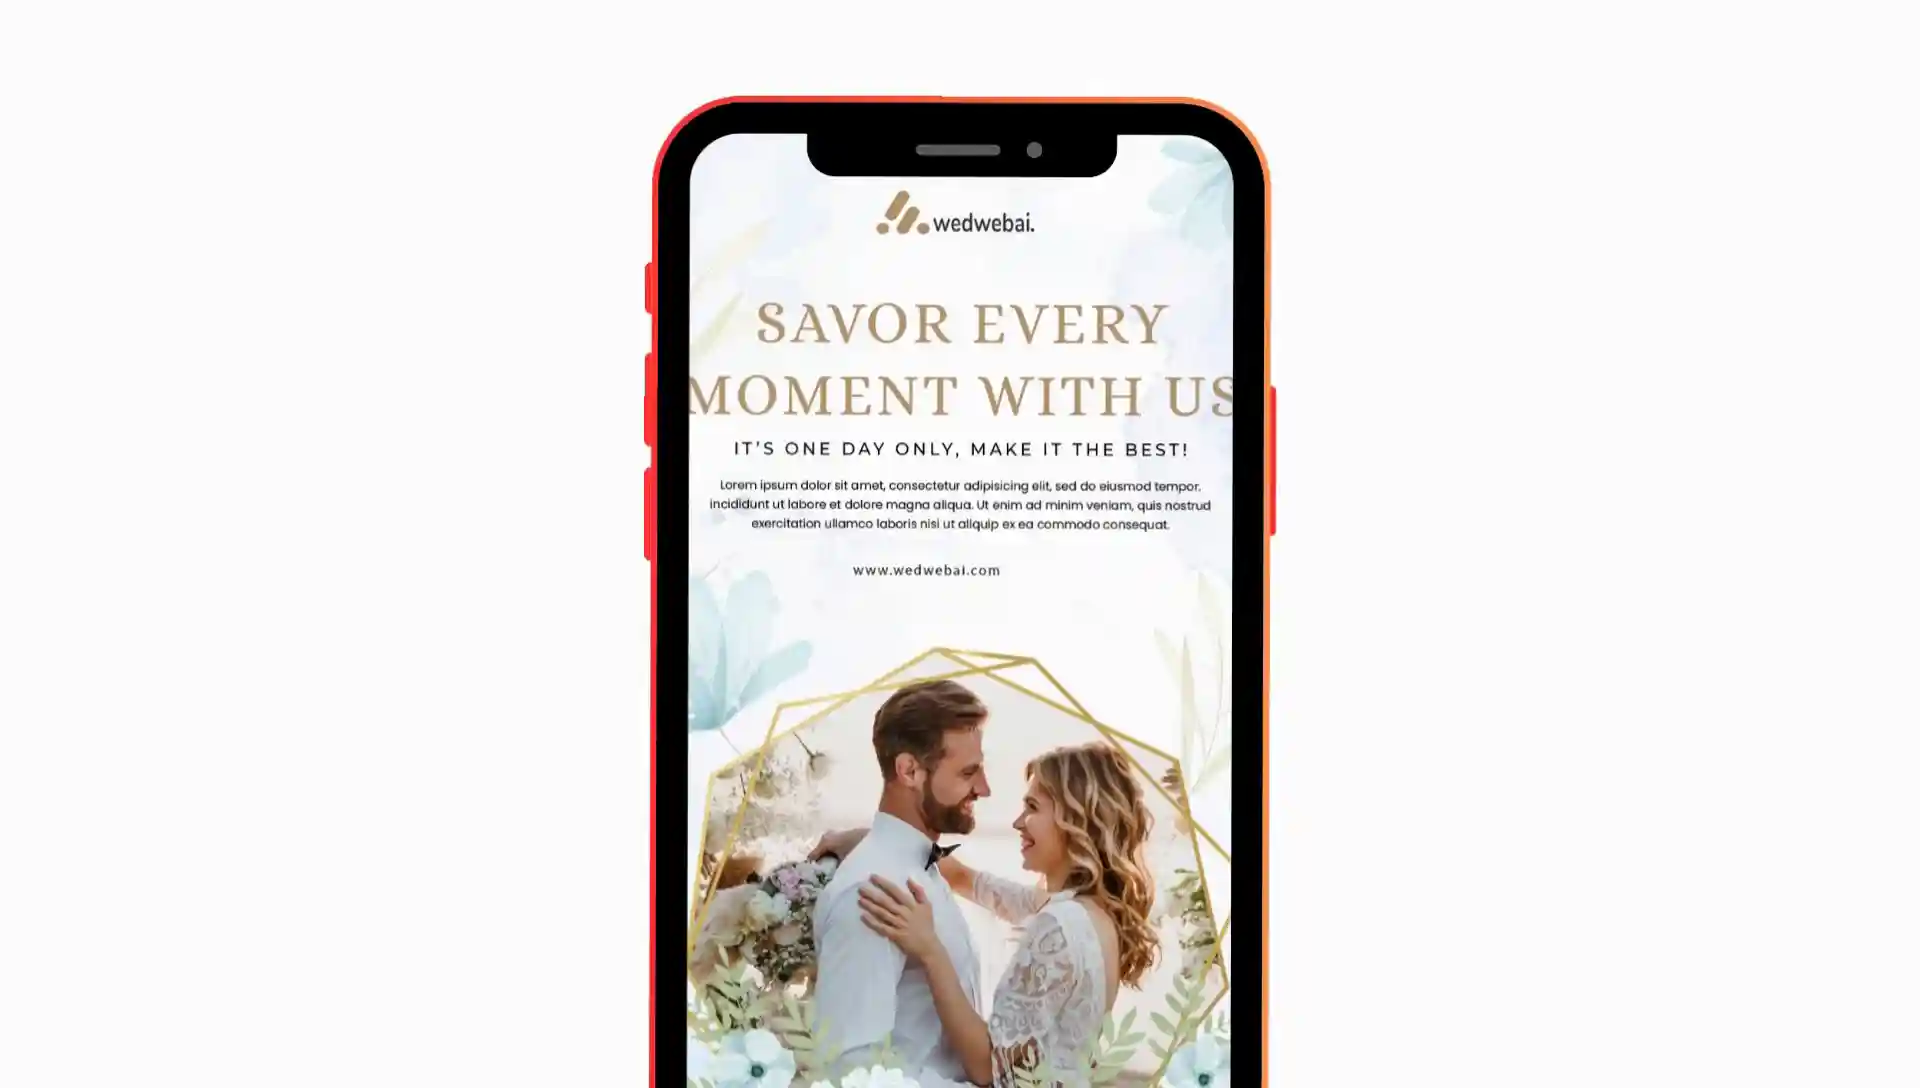 wedwebai.
SAVOR EVERY
MOMENT WITH US
IT'S ONE DAY ONLY, MAKE IT THE BEST!
Lorem ipsum dolor sit amet, consectetur adipisicing elit, sed do eiusmod tempor.
incididunt ut labore et dolore magna aliqua. Ut enim ad minim veniam, quis nostrud
exercitation ullamco laboris nisi ut aliquip ex ea commodo consequat.
www.wedwebai.com